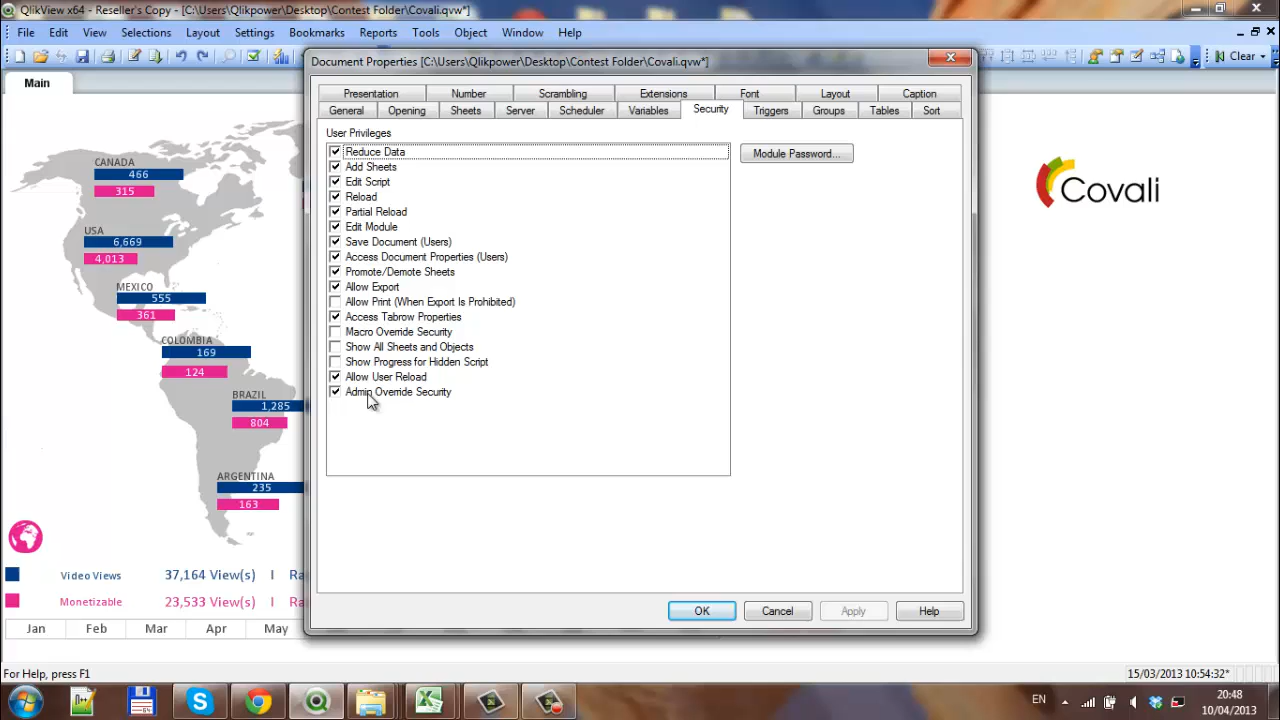 QlikView x64 - Reseller's Copy - [C:\Users\Qlikpower\Desktop\Contest Folder\Covali.qvw*]
File Edit View Selections Layout Settings Bookmarks Reports Tools Object Window Help
Clear
Main
Document Properties [C:\Users\Qlikpower\Desktop\Contest Folder\Covali.qvw*]
Presentation Number Scrambling Extensions Font Layout Caption
General Opening Sheets Server Scheduler Variables Security Triggers Groups Tables Sort
User Privileges
Reduce Data
Add Sheets
Edit Script
Reload
Partial Reload
Edit Module
Save Document (Users)
Access Document Properties (Users)
Promote/Demote Sheets
Allow Export
Allow Print (When Export Is Prohibited)
Access Tabrow Properties
Macro Override Security
Show All Sheets and Objects
Show Progress for Hidden Script
Allow User Reload
Admin Override Security
Module Password...
OK Cancel Apply Help
Covali
CANADA
466
315
USA
6,669
4,013
MEXICO
555
361
COLOMBIA
169
124
BRAZIL
1,285
804
ARGENTINA
235
163
Video Views 37,164 View(s) I Ra
Monetizable 23,533 View(s) I Ra
Jan Feb Mar Apr May
For Help, press F1
15/03/2013 10:54:32*
EN
20:48
10/04/2013